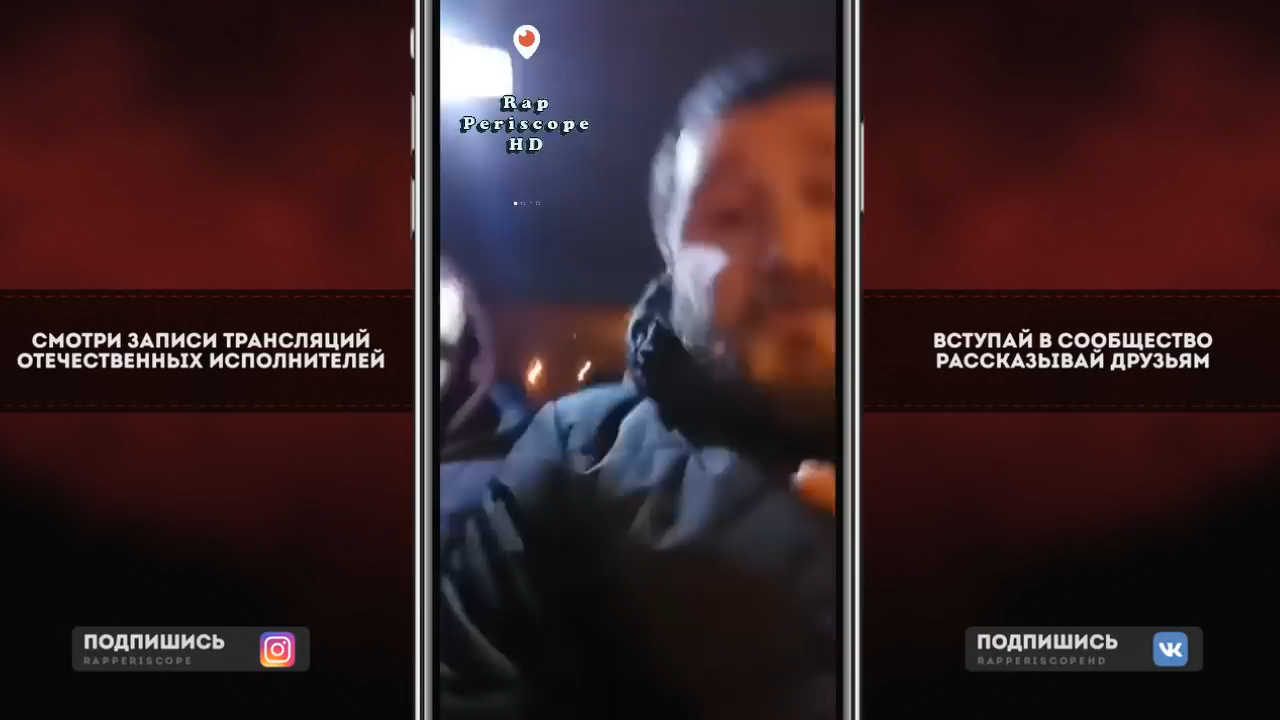 Rap
Periscope
HD
СМОТРИ ЗАПИСИ ТРАНСЛЯЦИЙ
ОТЕЧЕСТВЕННЫХ ИСПОЛНИТЕЛЕЙ
ВСТУПАЙ В СООБЩЕСТВО
РАССКАЗЫВАЙ ДРУЗЬЯМ
ПОДПИШИСЬ
RAPPERISCOPE
ПОДПИШИСЬ
RAPPERISCOPEHD